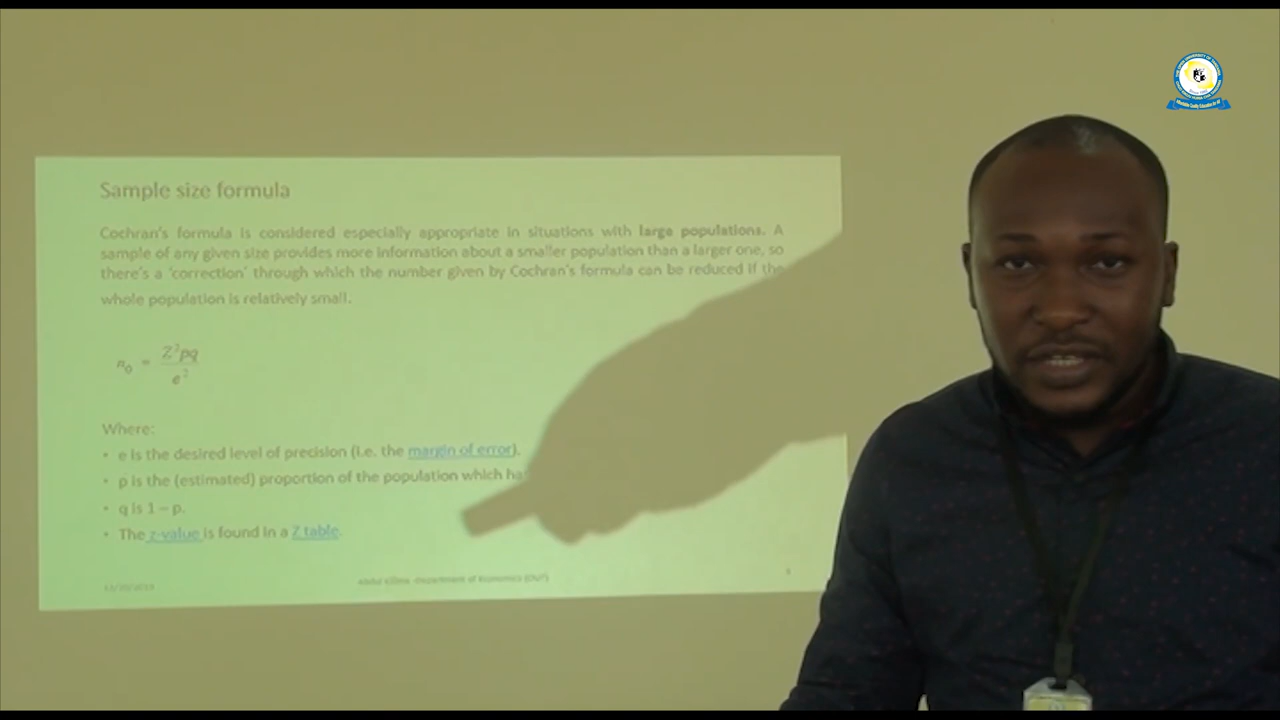 Sample size formula
Cochran's formula is considered especially appropriate in situations with large populations. A
sample of any given size provides more information about a smaller population than a larger one, so
there's a 'correction' through which the number given by Cochran's formula can be reduced if the
whole population is relatively small.
n₀ = Z²pq / e²
Where:
• e is the desired level of precision (i.e. the margin of error).
• p is the (estimated) proportion of the population which ha
• q is 1 – p.
• The z-value is found in a Z table.
Department of Economics (OUT)